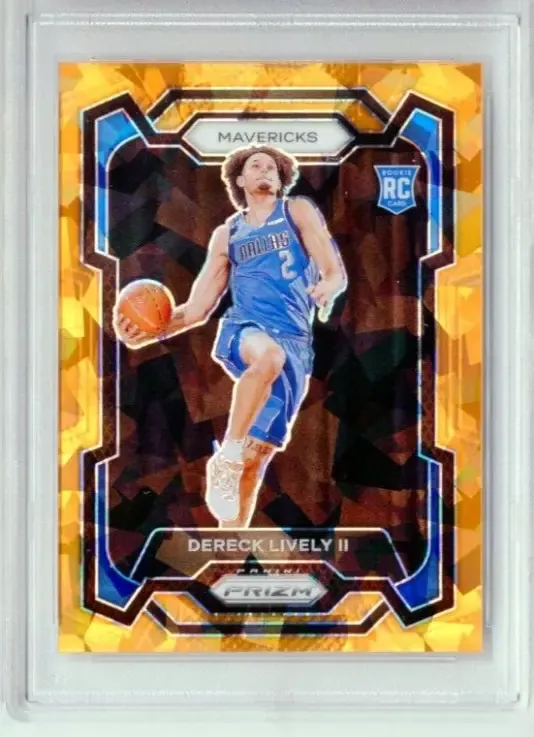 MAVERICKS
ROOKIE
RC
CARD
DALLAS
2
DERECK LIVELY II
PANINI
PRIZM